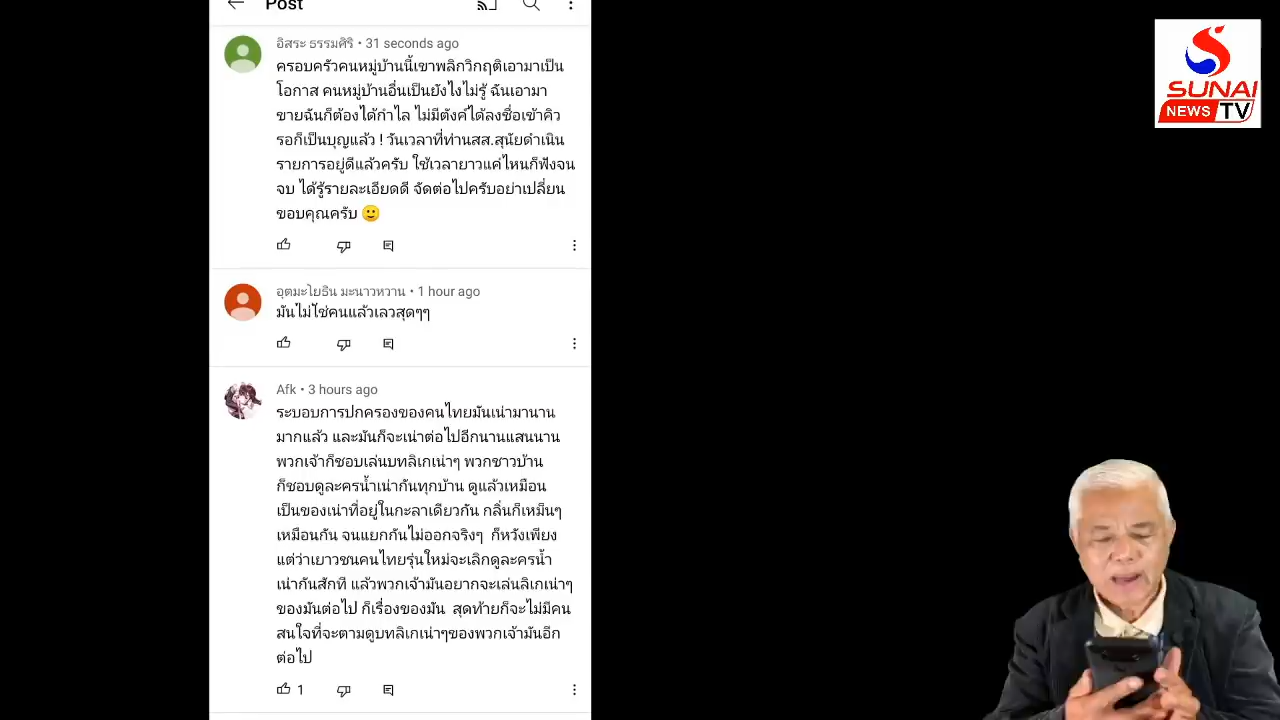 Post
อิสระ ธรรมศิริ • 31 seconds ago
ครอบครัวคนหมู่บ้านนี้เขาพลิกวิกฤติเอามาเป็น
โอกาส คนหมู่บ้านอื่นเป็นยังไงไม่รู้ ฉันเอามา
ขายฉันก็ต้องได้กำไล ไม่มีตังค์ได้ลงชื่อเข้าคิว
รอก็เป็นบุญแล้ว ! วันเวลาที่ท่านสส.สุนัยดำเนิน
รายการอยู่ดีแล้วครับ ใช้เวลายาวแค่ไหนก็ฟังจน
จบ ได้รู้รายละเอียดดี จัดต่อไปครับอย่าเปลี่ยน
ขอบคุณครับ 🙂
อุตมะโยธิน มะนาวหวาน • 1 hour ago
มันไม่ไช่คนแล้วเลวสุดๆๆ
Afk • 3 hours ago
ระบอบการปกครองของคนไทยมันเน่ามานาน
มากแล้ว และมันก็จะเน่าต่อไปอีกนานแสนนาน
พวกเจ้าก็ชอบเล่นบทลิเกเน่าๆ พวกชาวบ้าน
ก็ชอบดูละครน้ำเน่ากันทุกบ้าน ดูแล้วเหมือน
เป็นของเน่าที่อยู่ในกะลาเดียวกัน กลิ่นก็เหม็นๆ
เหมือนกัน จนแยกกันไม่ออกจริงๆ ก็หวังเพียง
แต่ว่าเยาวชนคนไทยรุ่นใหม่จะเลิกดูละครน้ำ
เน่ากันสักที แล้วพวกเจ้ามันอยากจะเล่นลิเกเน่าๆ
ของมันต่อไป ก็เรื่องของมัน สุดท้ายก็จะไม่มีคน
สนใจที่จะตามดูบทลิเกเน่าๆของพวกเจ้ามันอีก
ต่อไป
1
SUNAI
NEWS TV